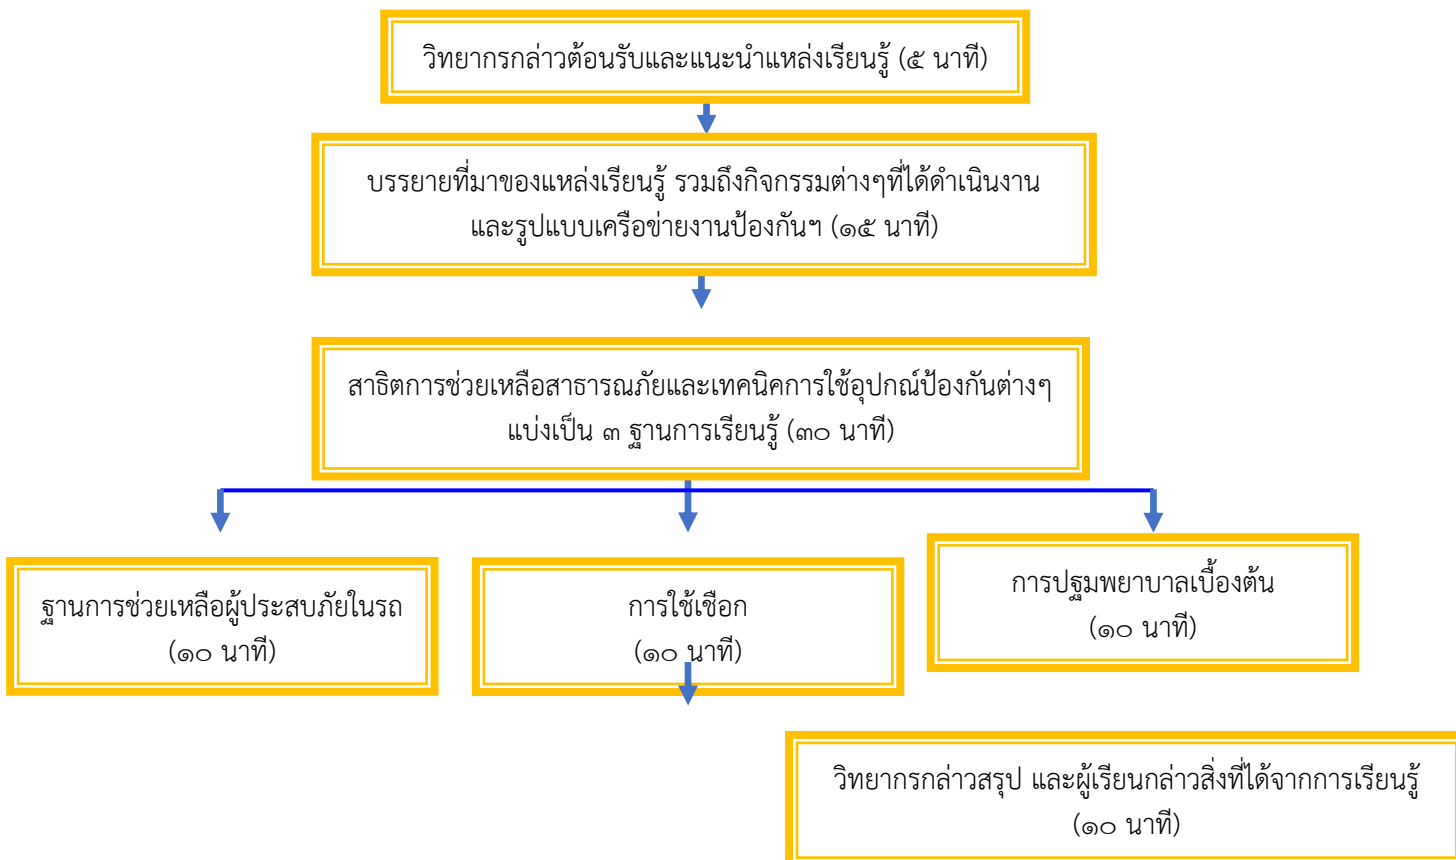 วิทยากรกล่าวต้อนรับและแนะนำแหล่งเรียนรู้ (๕ นาที)
บรรยายที่มาของแหล่งเรียนรู้ รวมถึงกิจกรรมต่างๆที่ได้ดำเนินงาน
และรูปแบบเครือข่ายงานป้องกันฯ (๑๕ นาที)
สาธิตการช่วยเหลือสาธารณภัยและเทคนิคการใช้อุปกณ์ป้องกันต่างๆ
แบ่งเป็น ๓ ฐานการเรียนรู้ (๓๐ นาที)
ฐานการช่วยเหลือผู้ประสบภัยในรถ
(๑๐ นาที)
การใช้เชือก
(๑๐ นาที)
การปฐมพยาบาลเบื้องต้น
(๑๐ นาที)
วิทยากรกล่าวสรุป และผู้เรียนกล่าวสิ่งที่ได้จากการเรียนรู้
(๑๐ นาที)